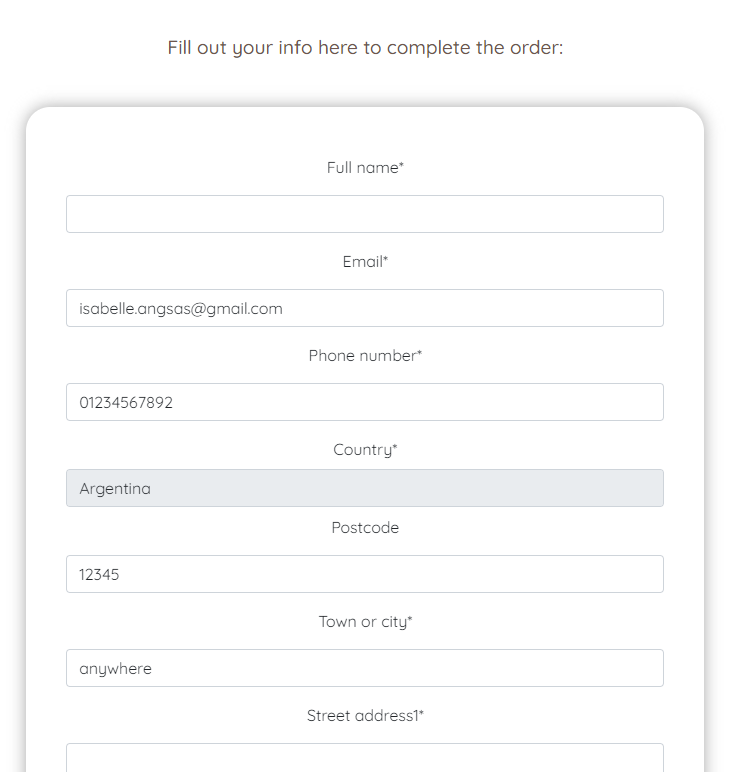 Fill out your info here to complete the order:
Full name*
Email*
isabelle.angsas@gmail.com
Phone number*
01234567892
Country*
Argentina
Postcode
12345
Town or city*
anywhere
Street address1*